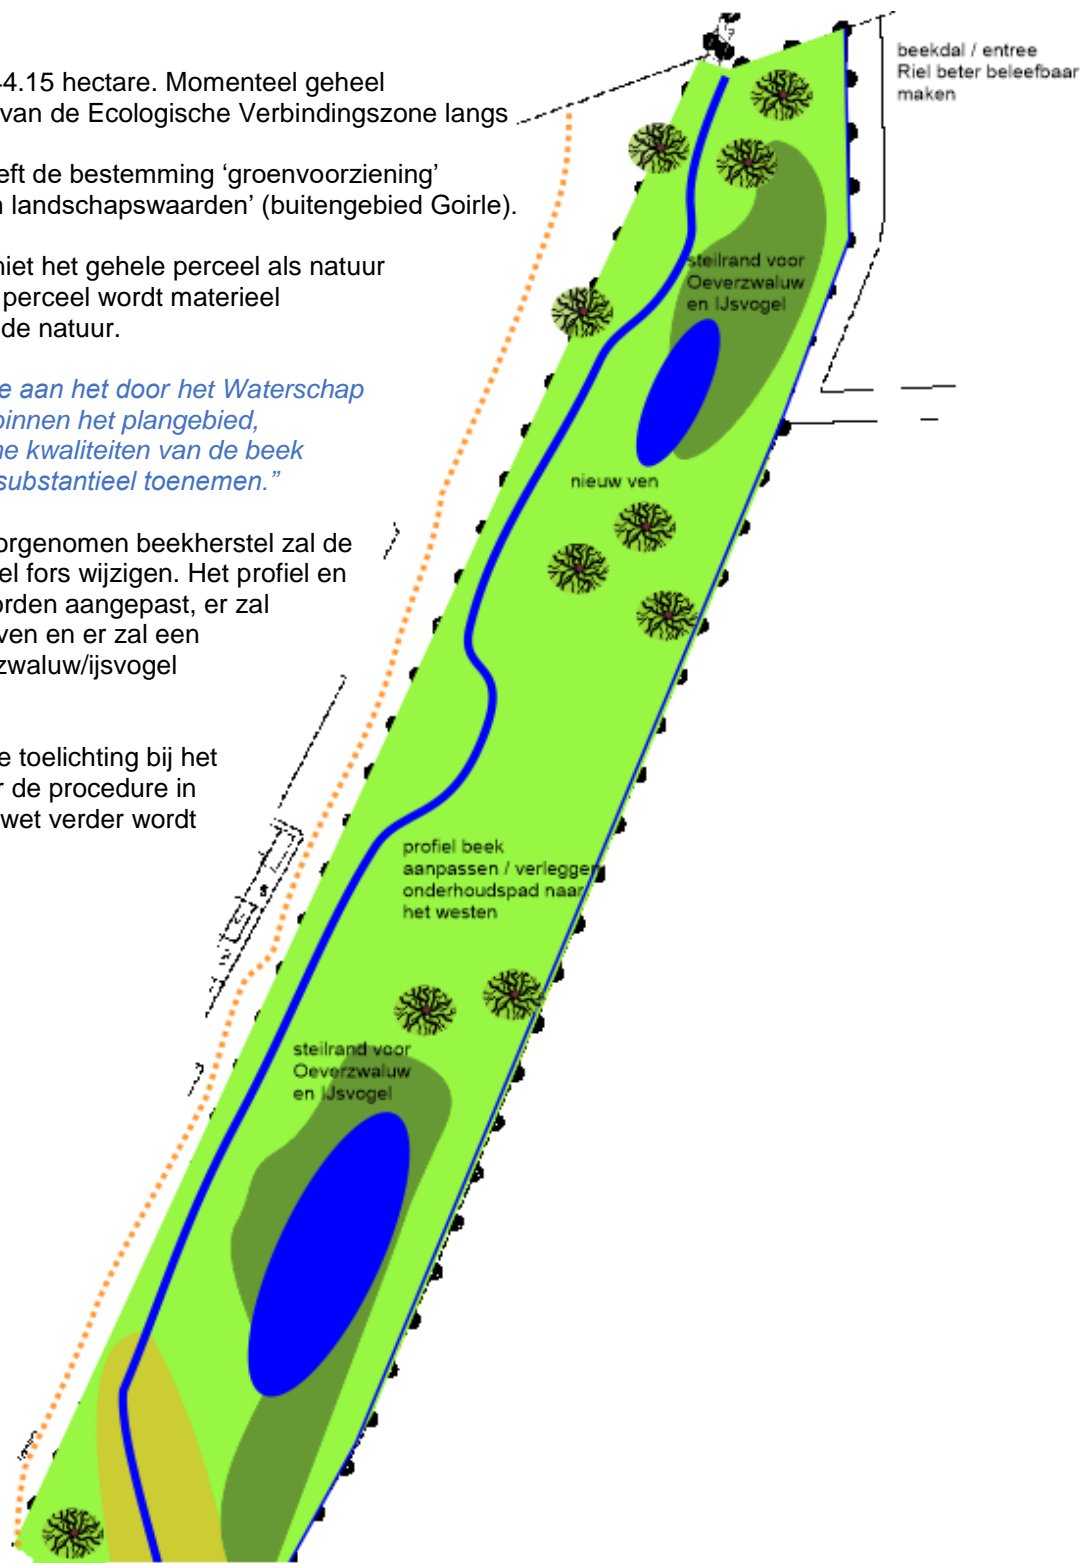 44.15 hectare. Momenteel geheel
van de Ecologische Verbindingszone langs
eft de bestemming ‘groenvoorziening’
n landschapswaarden’ (buitengebied Goirle).
niet het gehele perceel als natuur
perceel wordt materieel
de natuur.
e aan het door het Waterschap
binnen het plangebied,
ne kwaliteiten van de beek
substantieel toenemen.”
orgenomen beekherstel zal de
el fors wijzigen. Het profiel en
orden aangepast, er zal
ven en er zal een
zwaluw/ijsvogel
e toelichting bij het
r de procedure in
wet verder wordt
beekdal / entree
Riel beter beleefbaar
maken
steilrand voor
Oeverzwaluw
en IJsvogel
nieuw ven
profiel beek
aanpassen / verleggen
onderhoudspad naar
het westen
steilrand voor
Oeverzwaluw
en IJsvogel